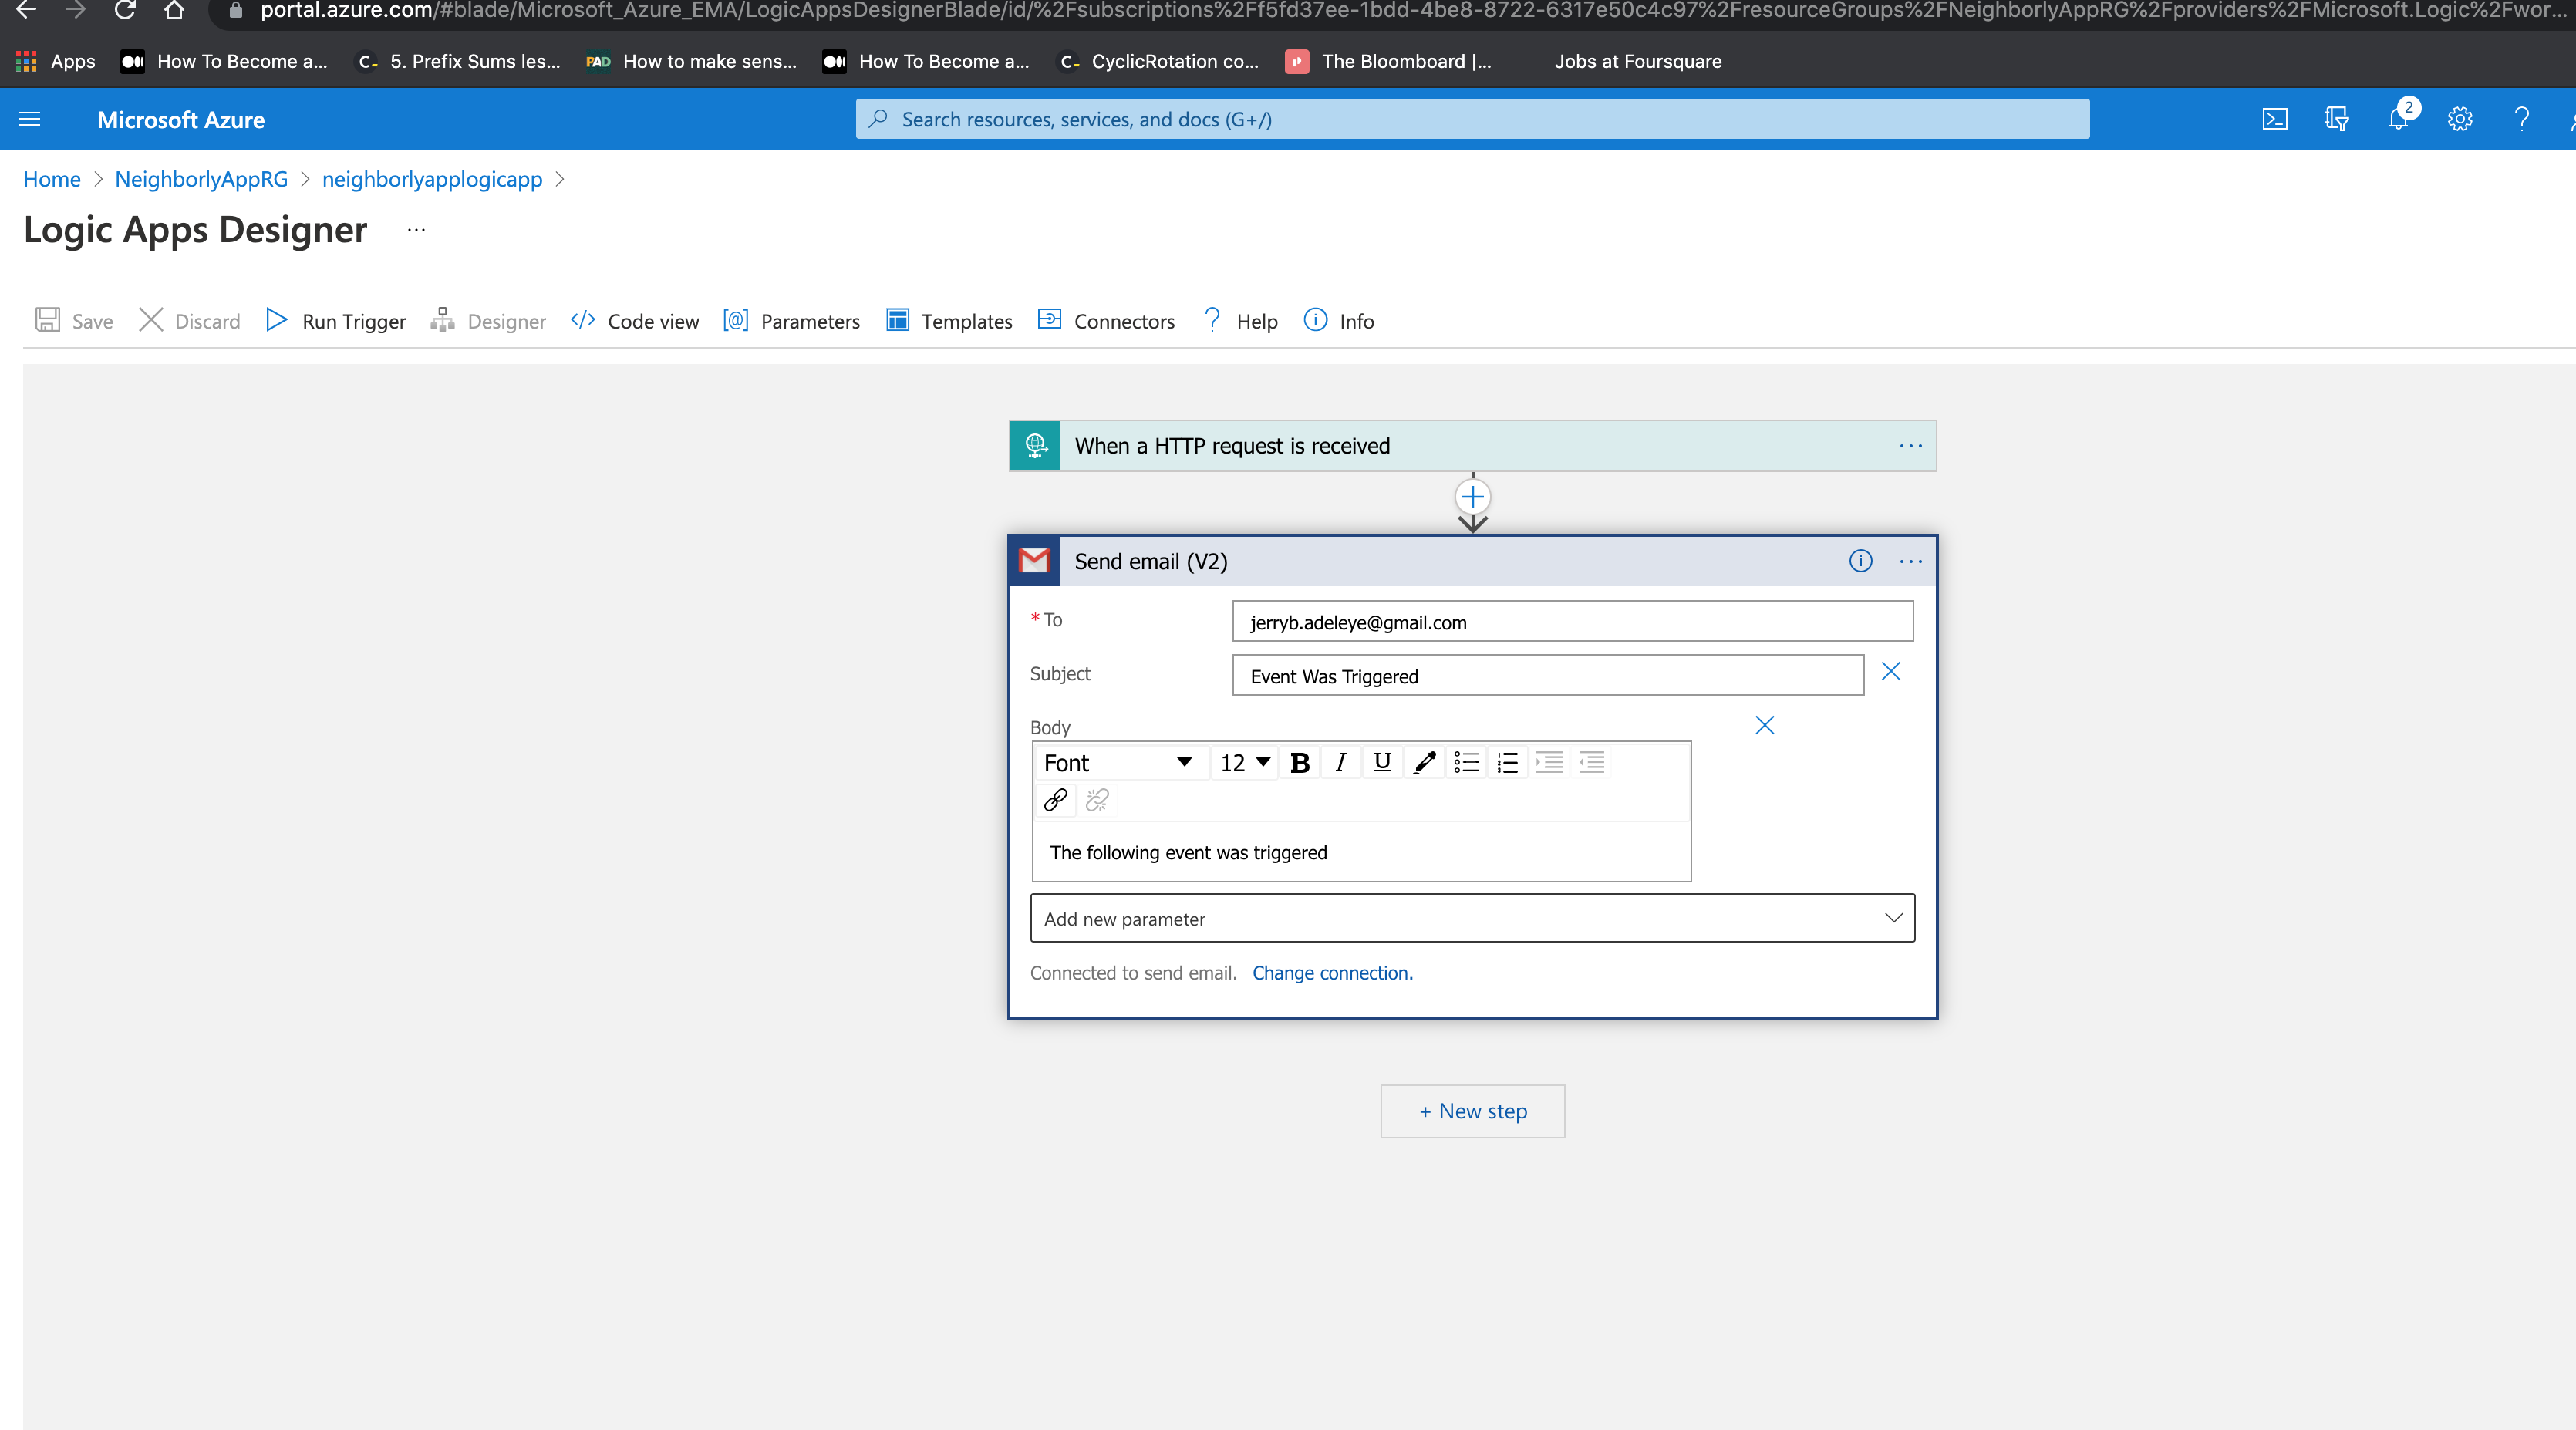 portal.azure.com/#blade/Microsoft_Azure_EMA/LogicAppsDesignerBlade/id/%2Fsubscriptions%2Ff5fd37ee-1bdd-4be8-8722-6317e50c4c97%2FresourceGroups%2FNeighborlyAppRG%2Fproviders%2FMicrosoft.Logic%2Fwor...
Apps How To Become a... C- 5. Prefix Sums les... PAD How to make sens... How To Become a... C- CyclicRotation co... The Bloomboard |... Jobs at Foursquare
Microsoft Azure Search resources, services, and docs (G+/) 2
Home > NeighborlyAppRG > neighborlyapplogicapp >
Logic Apps Designer ...
Save Discard Run Trigger Designer Code view Parameters Templates Connectors Help Info
When a HTTP request is received
Send email (V2)
* To jerryb.adeleye@gmail.com
Subject Event Was Triggered
Body
Font 12 B I U
The following event was triggered
Add new parameter
Connected to send email. Change connection.
+ New step